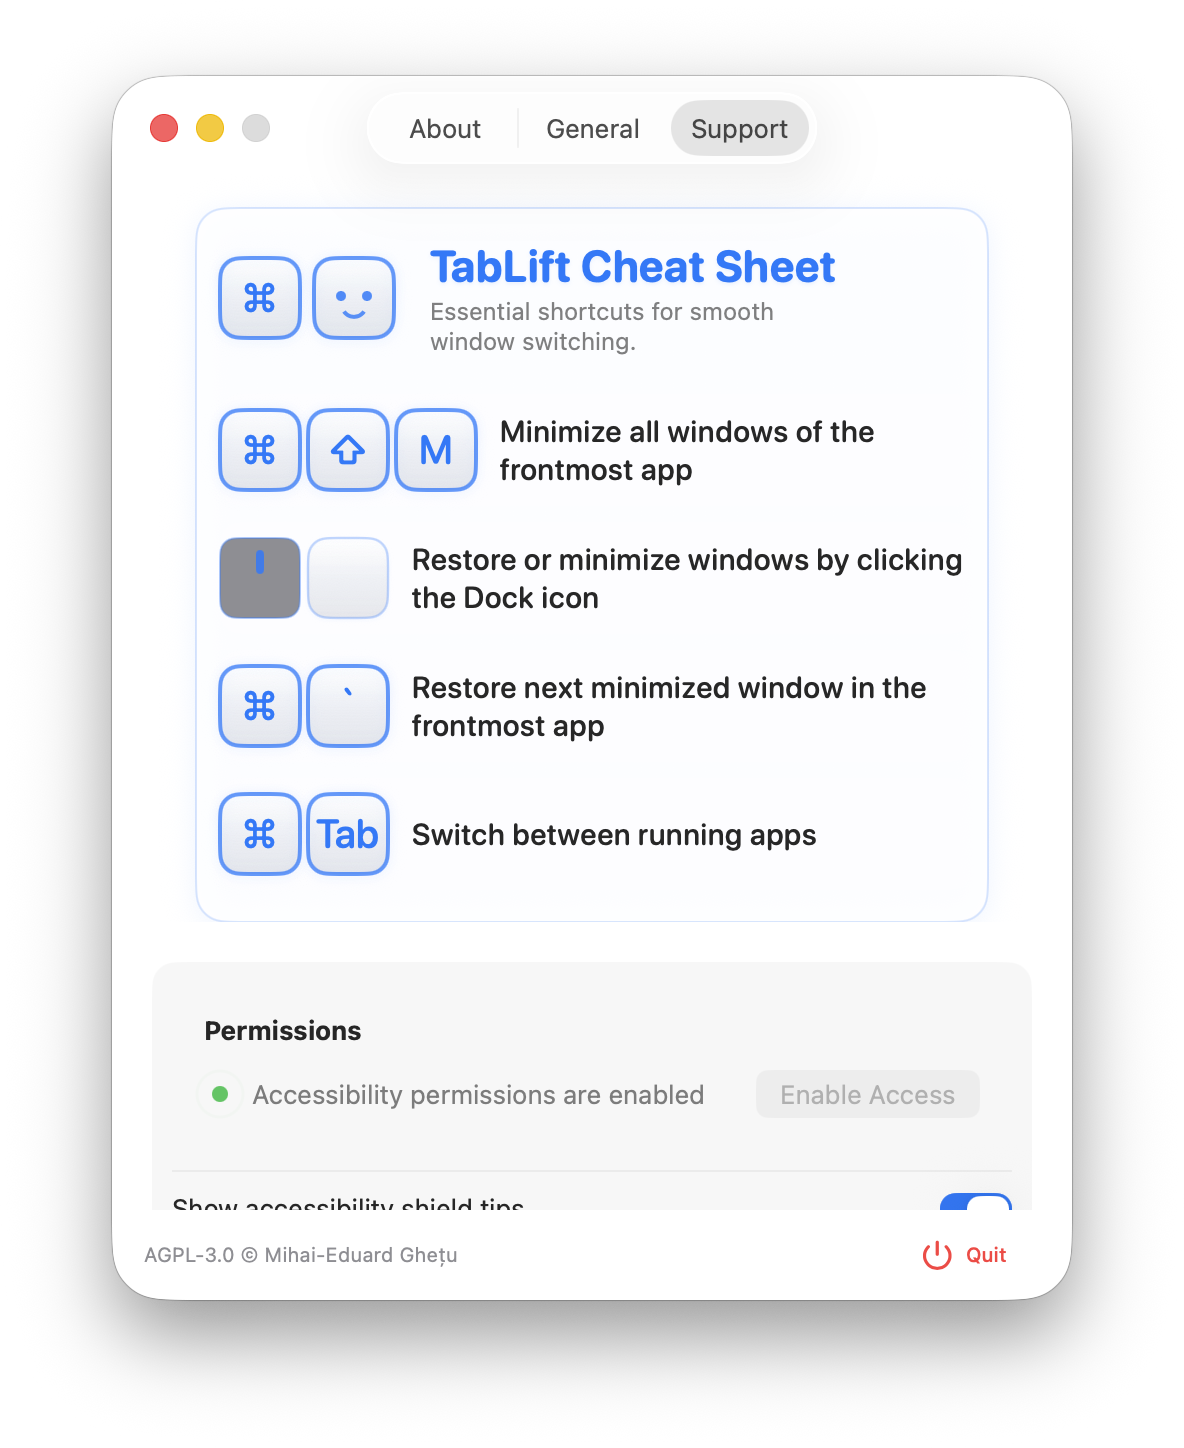 About
General
Support
⌘
TabLift Cheat Sheet
Essential shortcuts for smooth
window switching.
⌘ ⇧ M
Minimize all windows of the
frontmost app
Restore or minimize windows by clicking
the Dock icon
⌘ `
Restore next minimized window in the
frontmost app
⌘ Tab
Switch between running apps
Permissions
Accessibility permissions are enabled
Enable Access
Show accessibility shield tips
AGPL-3.0 © Mihai-Eduard Ghețu
Quit